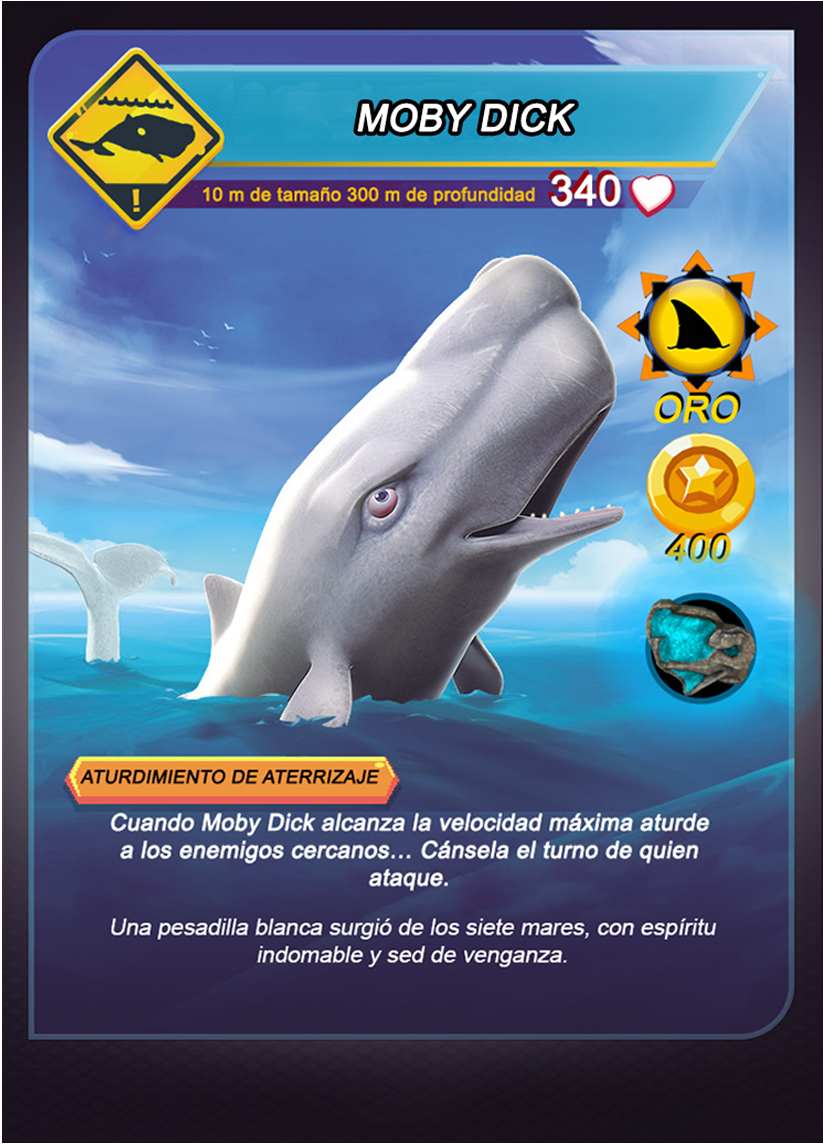 MOBY DICK
10 m de tamaño 300 m de profundidad 340
ORO
400
ATURDIMIENTO DE ATERRIZAJE
Cuando Moby Dick alcanza la velocidad máxima aturde
a los enemigos cercanos... Cánsela el turno de quien
ataque.
Una pesadilla blanca surgió de los siete mares, con espíritu
indomable y sed de venganza.